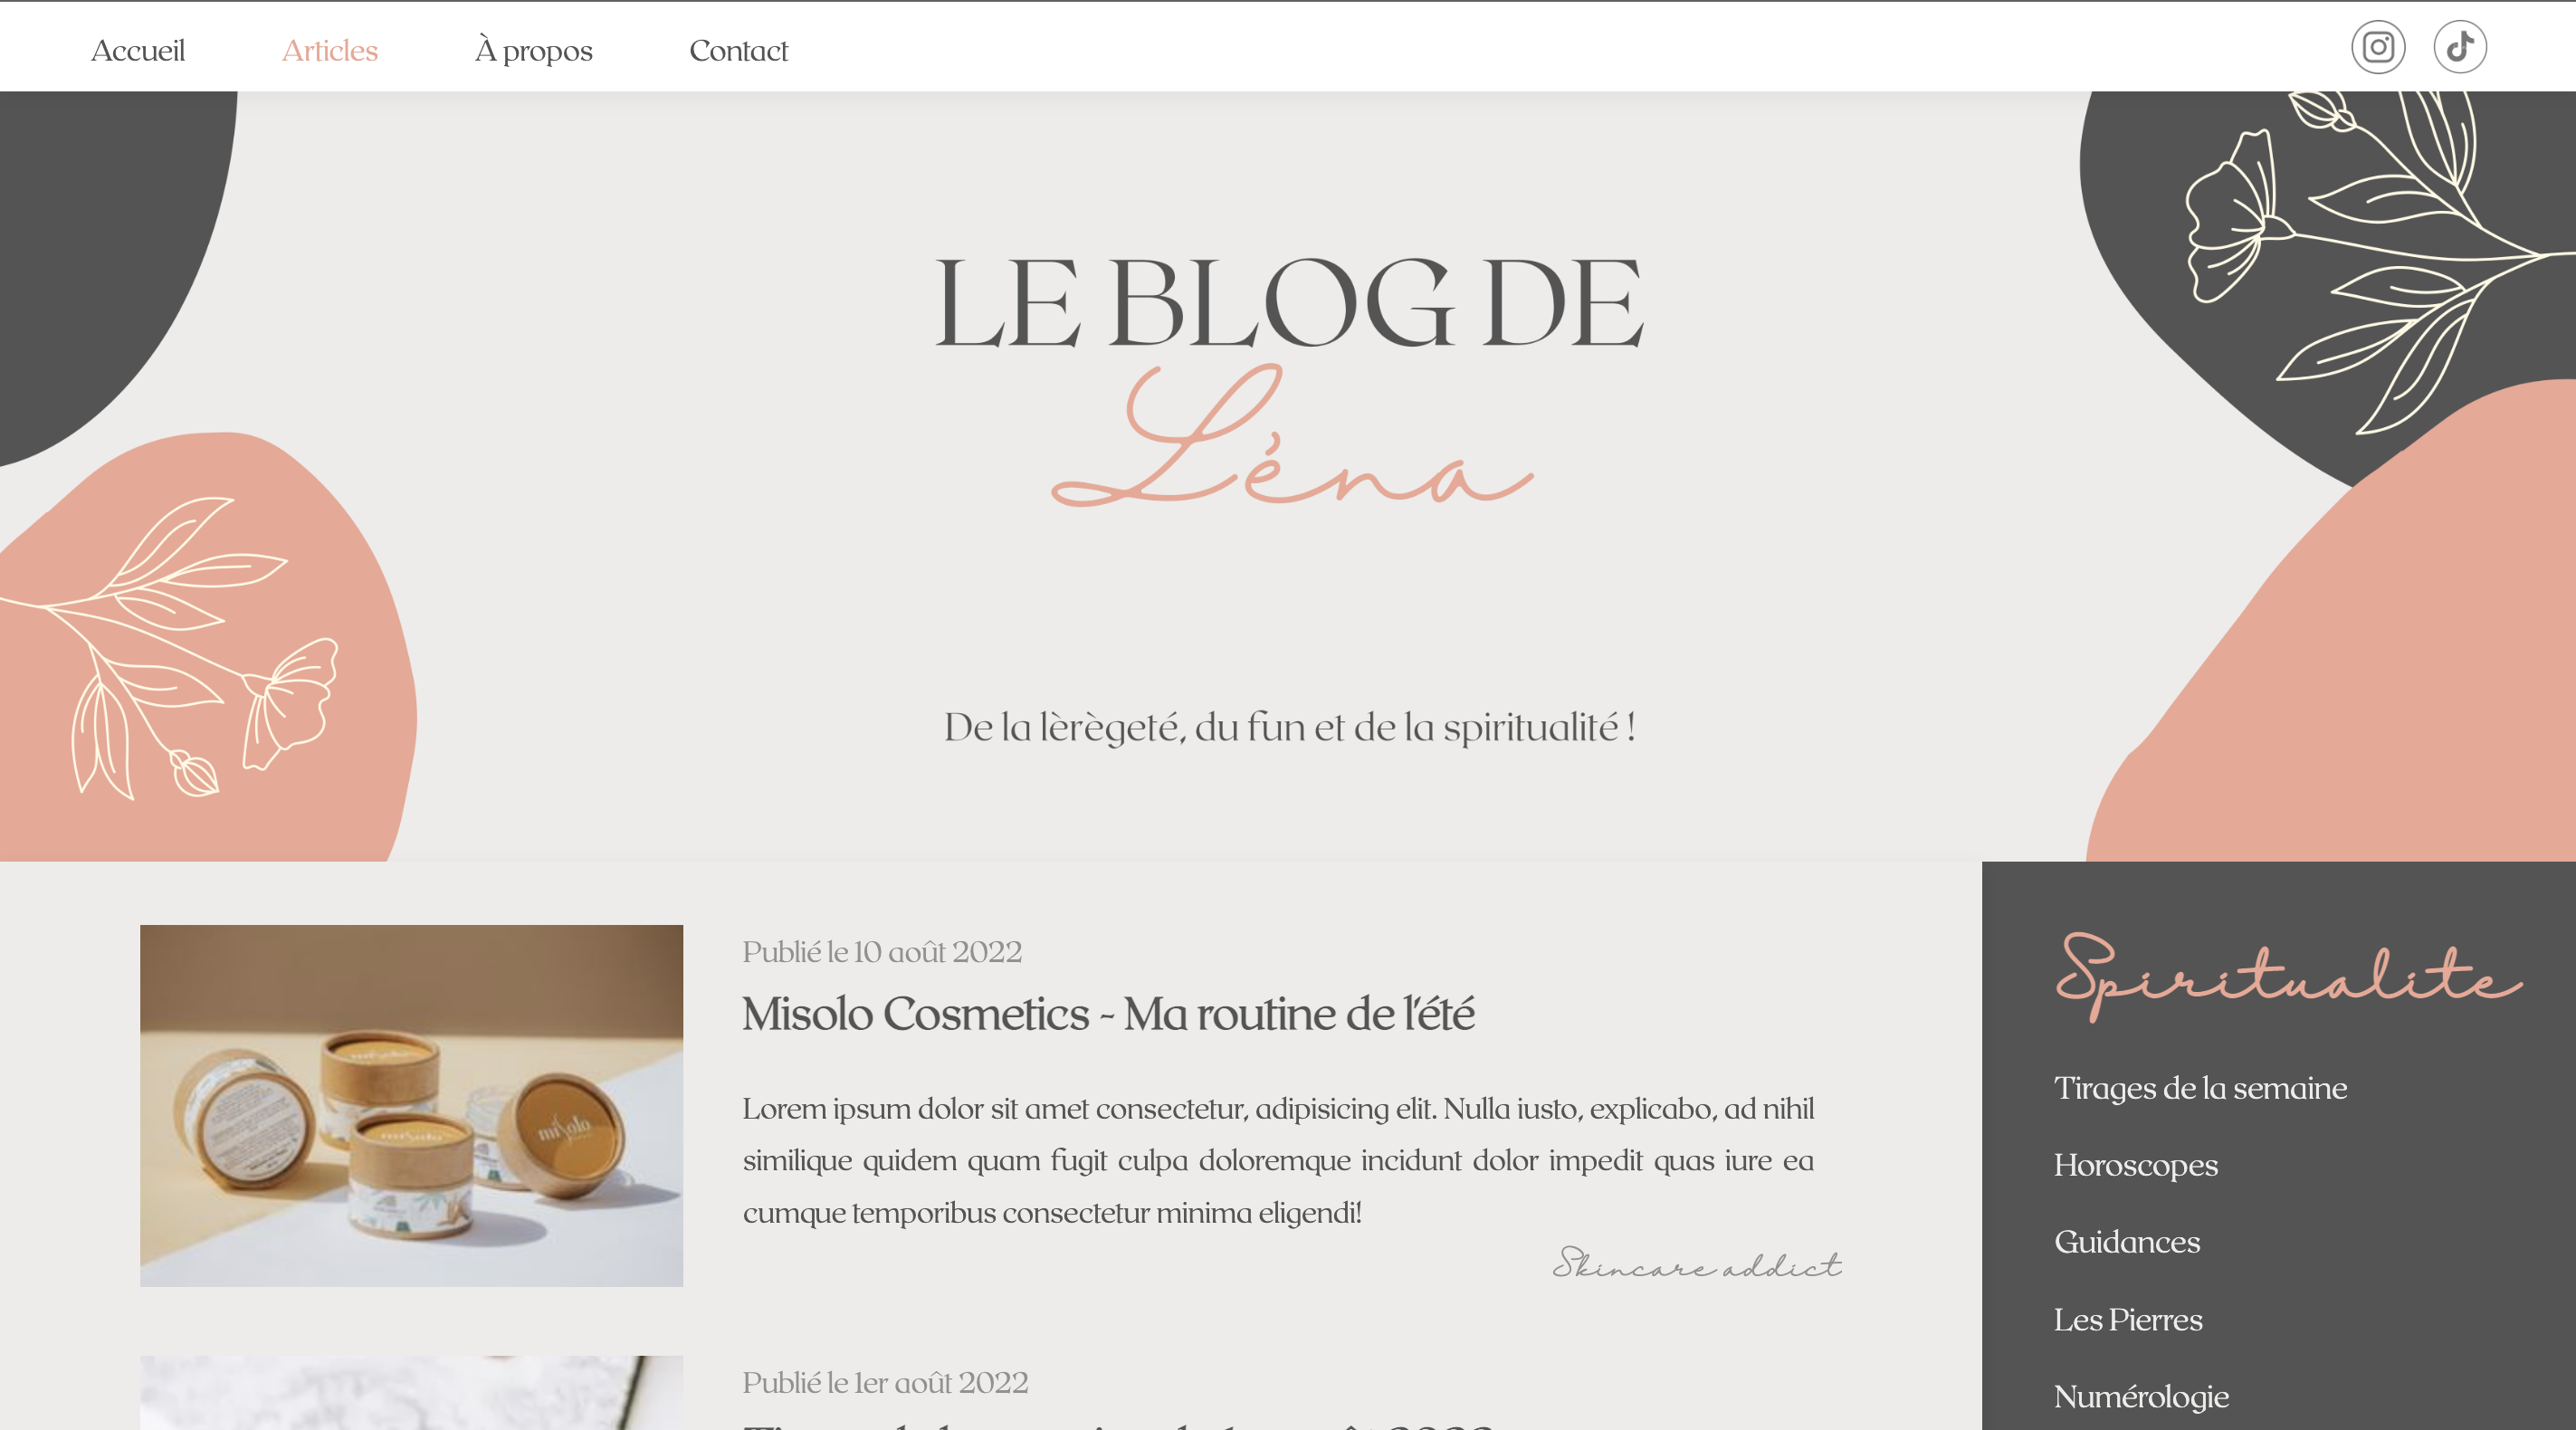 Accueil Articles À propos Contact
LE BLOG DE
Léna
De la lèrègeté, du fun et de la spiritualité !
Publié le 10 août 2022
Misolo Cosmetics - Ma routine de l'été
Lorem ipsum dolor sit amet consectetur, adipisicing elit. Nulla iusto, explicabo, ad nihil
similique quidem quam fugit culpa doloremque incidunt dolor impedit quas iure ea
cumque temporibus consectetur minima eligendi!
Skincare addict
Publié le 1er août 2022
Spiritualite
Tirages de la semaine
Horoscopes
Guidances
Les Pierres
Numérologie
misolo